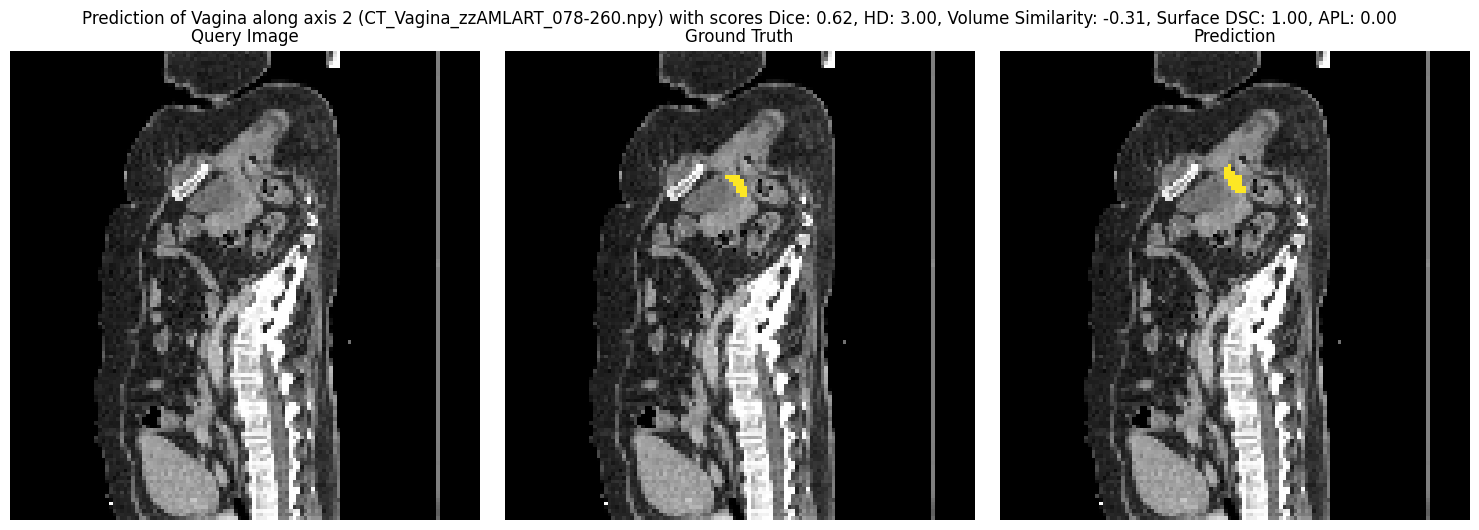 Prediction of Vagina along axis 2 (CT_Vagina_zzAMLART_078-260.npy) with scores Dice: 0.62, HD: 3.00, Volume Similarity: -0.31, Surface DSC: 1.00, APL: 0.00
Query Image
Ground Truth
Prediction